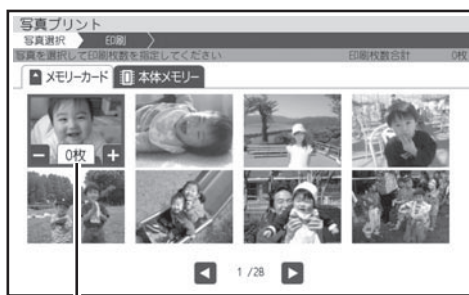 写真プリント
写真選択 印刷
写真を選択して印刷枚数を指定してください 印刷枚数合計 0枚
メモリーカード 本体メモリー
0枚
1 /28